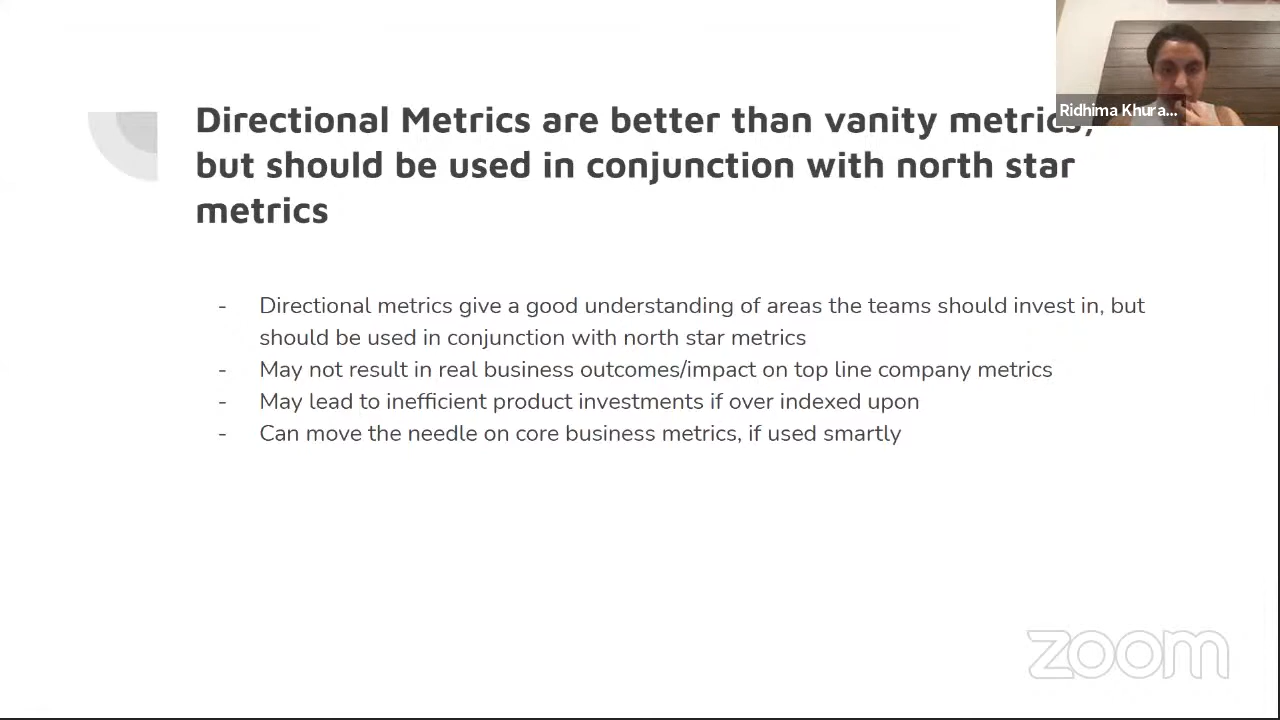 Directional Metrics are better than vanity metrics,
but should be used in conjunction with north star
metrics
- Directional metrics give a good understanding of areas the teams should invest in, but
should be used in conjunction with north star metrics
- May not result in real business outcomes/impact on top line company metrics
- May lead to inefficient product investments if over indexed upon
- Can move the needle on core business metrics, if used smartly
Ridhima Khura...
zoom